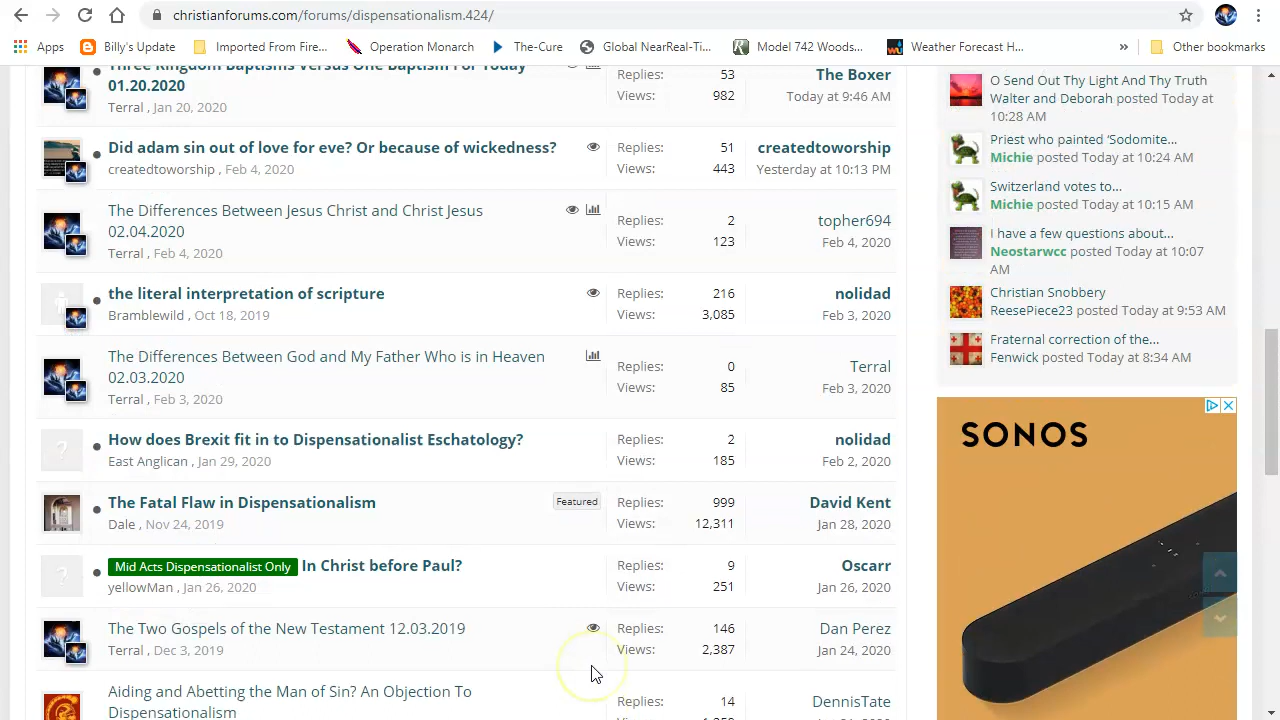 christianforums.com/forums/dispensationalism.424/
Apps
Billy's Update
Imported From Fire...
Operation Monarch
The-Cure
Global NearReal-Ti...
Model 742 Woods...
Weather Forecast H...
»
Other bookmarks
Three Kingdom Baptisms Versus One Baptism For Today
01.20.2020
Terral , Jan 20, 2020
Replies: 53
Views: 982
The Boxer
Today at 9:46 AM
Did adam sin out of love for eve? Or because of wickedness?
createdtoworship , Feb 4, 2020
Replies: 51
Views: 443
createdtoworship
Yesterday at 10:13 PM
The Differences Between Jesus Christ and Christ Jesus
02.04.2020
Terral , Feb 4, 2020
Replies: 2
Views: 123
topher694
Feb 4, 2020
the literal interpretation of scripture
Bramblewild , Oct 18, 2019
Replies: 216
Views: 3,085
nolidad
Feb 3, 2020
The Differences Between God and My Father Who is in Heaven
02.03.2020
Terral , Feb 3, 2020
Replies: 0
Views: 85
Terral
Feb 3, 2020
How does Brexit fit in to Dispensationalist Eschatology?
East Anglican , Jan 29, 2020
Replies: 2
Views: 185
nolidad
Feb 2, 2020
The Fatal Flaw in Dispensationalism
Featured
Dale , Nov 24, 2019
Replies: 999
Views: 12,311
David Kent
Jan 28, 2020
Mid Acts Dispensationalist Only In Christ before Paul?
yellowMan , Jan 26, 2020
Replies: 9
Views: 251
Oscarr
Jan 26, 2020
The Two Gospels of the New Testament 12.03.2019
Terral , Dec 3, 2019
Replies: 146
Views: 2,387
Dan Perez
Jan 24, 2020
Aiding and Abetting the Man of Sin? An Objection To
Dispensationalism
Replies: 14
DennisTate
O Send Out Thy Light And Thy Truth
Walter and Deborah posted Today at
10:28 AM
Priest who painted ‘Sodomite...
Michie posted Today at 10:24 AM
Switzerland votes to...
Michie posted Today at 10:15 AM
I have a few questions about...
Neostarwcc posted Today at 10:07
AM
Christian Snobbery
ReesePiece23 posted Today at 9:53 AM
Fraternal correction of the...
Fenwick posted Today at 8:34 AM
SONOS